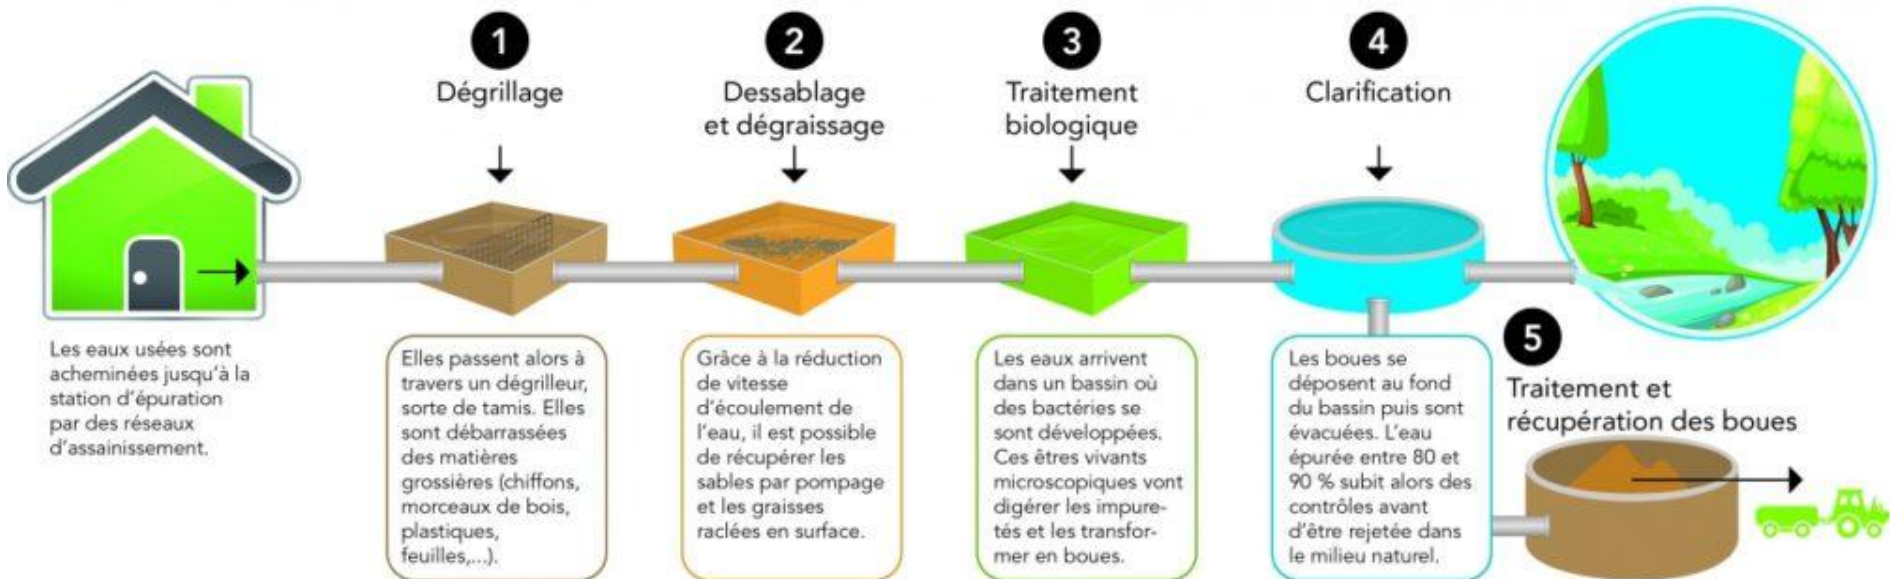 1
Dégrillage
2
Dessablage
et dégraissage
3
Traitement
biologique
4
Clarification
Les eaux usées sont
acheminées jusqu'à la
station d'épuration
par des réseaux
d'assainissement.
Elles passent alors à
travers un dégrilleur,
sorte de tamis. Elles
sont débarrassées
des matières
grossières (chiffons,
morceaux de bois,
plastiques,
feuilles,...).
Grâce à la réduction
de vitesse
d'écoulement de
l'eau, il est possible
de récupérer les
sables par pompage
et les graisses
raclées en surface.
Les eaux arrivent
dans un bassin où
des bactéries se
sont développées.
Ces êtres vivants
microscopiques vont
digérer les impure-
tés et les transfor-
mer en boues.
Les boues se
déposent au fond
du bassin puis sont
évacuées. L'eau
épurée entre 80 et
90 % subit alors des
contrôles avant
d'être rejetée dans
le milieu naturel.
5
Traitement et
récupération des boues